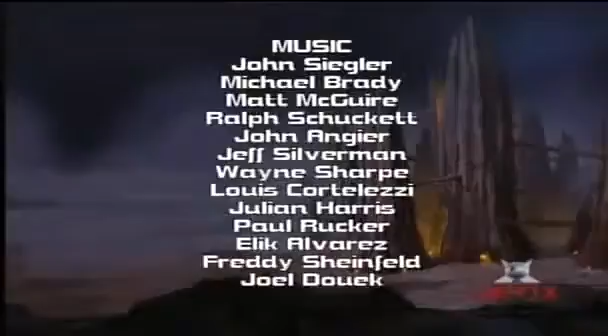 MUSIC
John Siegler
Michael Brady
Matt McGuire
Ralph Schuckett
John Angier
Jeff Silverman
Wayne Sharpe
Louis Cortelezzi
Julian Harris
Paul Rucker
Elik Alvarez
Freddy Sheinfeld
Joel Douek